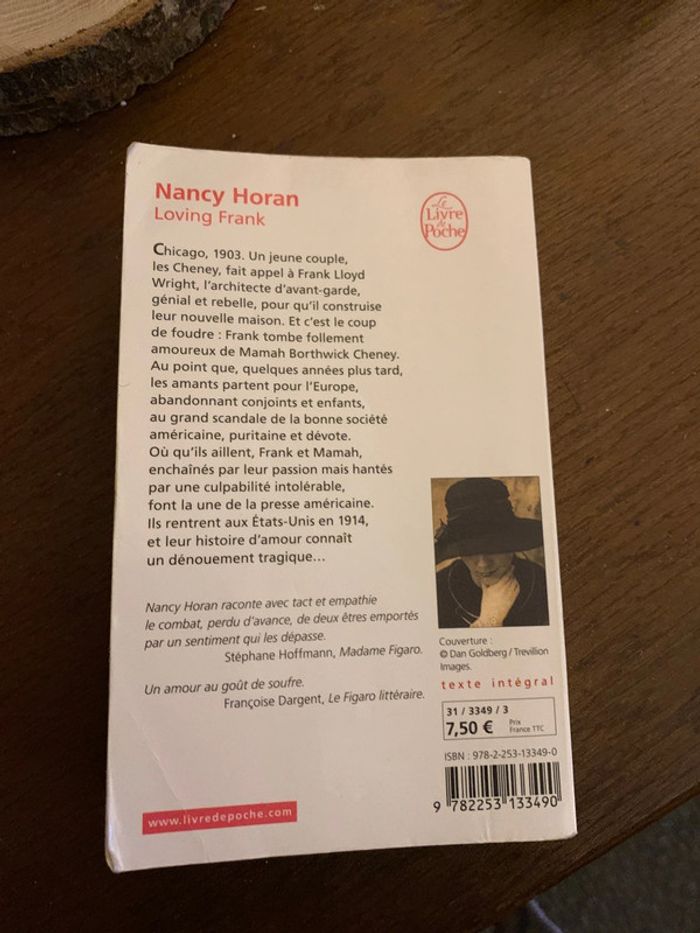 Nancy Horan
Loving Frank
Le
Livre
de
Poche
Chicago, 1903. Un jeune couple,
les Cheney, fait appel à Frank Lloyd
Wright, l'architecte d'avant-garde,
génial et rebelle, pour qu'il construise
leur nouvelle maison. Et c'est le coup
de foudre : Frank tombe follement
amoureux de Mamah Borthwick Cheney.
Au point que, quelques années plus tard,
les amants partent pour l'Europe,
abandonnant conjoints et enfants,
au grand scandale de la bonne société
américaine, puritaine et dévote.
Où qu'ils aillent, Frank et Mamah,
enchaînés par leur passion mais hantés
par une culpabilité intolérable,
font la une de la presse américaine.
Ils rentrent aux États-Unis en 1914,
et leur histoire d'amour connaît
un dénouement tragique...
Nancy Horan raconte avec tact et empathie
le combat, perdu d'avance, de deux êtres emportés
par un sentiment qui les dépasse.
Stéphane Hoffmann, Madame Figaro.
Un amour au goût de soufre.
Françoise Dargent, Le Figaro littéraire.
www.livredepoche.com
Couverture :
© Dan Goldberg / Trevillion
Images.
texte intégral
31 / 3349 / 3
7,50 € Prix
France TTC
ISBN : 978-2-253-13349-0
9 782253 133490